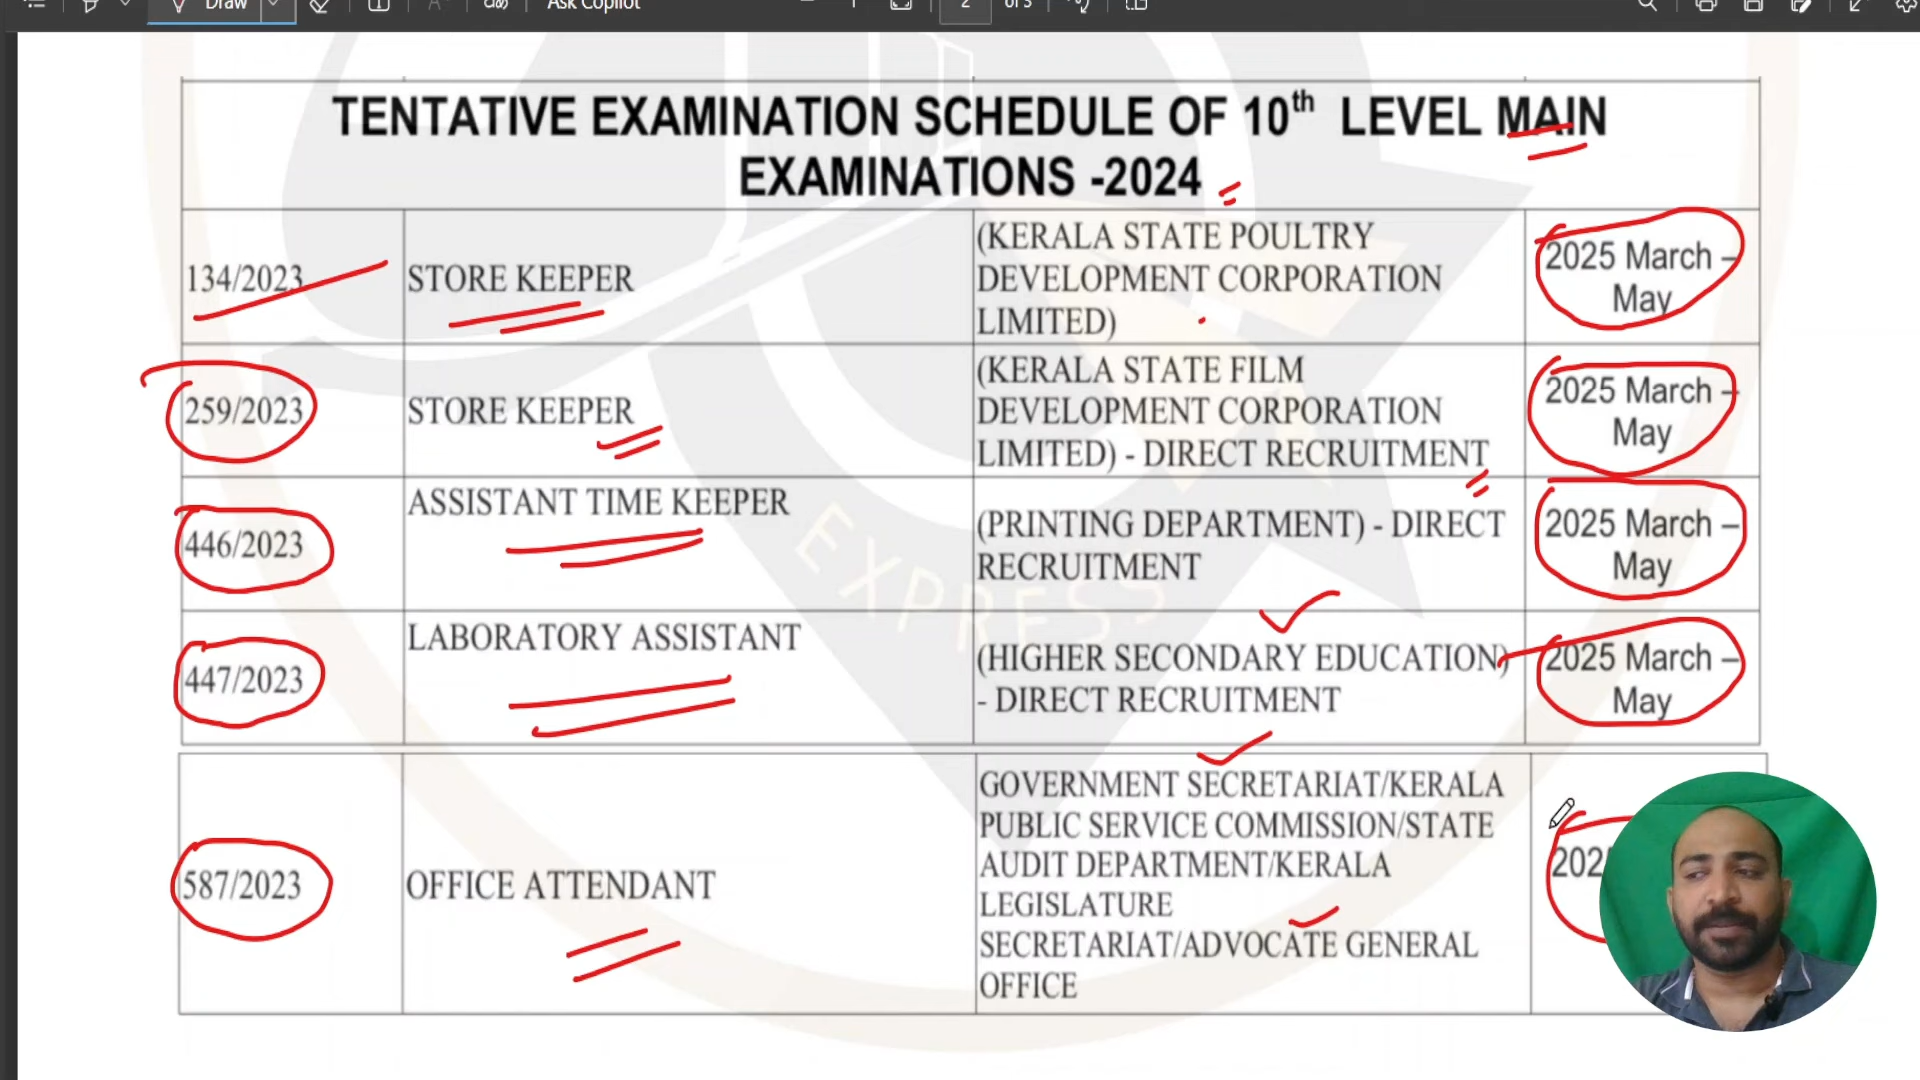 Draw
Ask Copilot
2
of 3
TENTATIVE EXAMINATION SCHEDULE OF 10th LEVEL MAIN
EXAMINATIONS -2024
134/2023
STORE KEEPER
(KERALA STATE POULTRY
DEVELOPMENT CORPORATION
LIMITED)
2025 March –
May
259/2023
STORE KEEPER
(KERALA STATE FILM
DEVELOPMENT CORPORATION
LIMITED) - DIRECT RECRUITMENT
2025 March –
May
446/2023
ASSISTANT TIME KEEPER
(PRINTING DEPARTMENT) - DIRECT
RECRUITMENT
2025 March –
May
447/2023
LABORATORY ASSISTANT
(HIGHER SECONDARY EDUCATION)
- DIRECT RECRUITMENT
2025 March –
May
587/2023
OFFICE ATTENDANT
GOVERNMENT SECRETARIAT/KERALA
PUBLIC SERVICE COMMISSION/STATE
AUDIT DEPARTMENT/KERALA
LEGISLATURE
SECRETARIAT/ADVOCATE GENERAL
OFFICE
EXPRESS